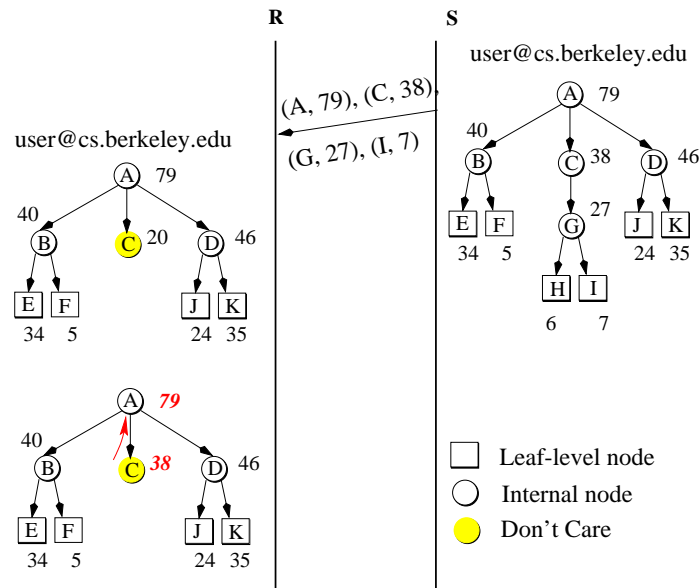 R
S
user@cs.berkeley.edu
A 79
40
B C 38 D 46
27
E F G J K
34 5 24 35
H I
6 7
(A, 79), (C, 38),
(G, 27), (I, 7)
user@cs.berkeley.edu
A 79
40
B C 20 D 46
E F J K
34 5 24 35
A 79
40
B C 38 D 46
E F J K
34 5 24 35
Leaf-level node
Internal node
Don't Care